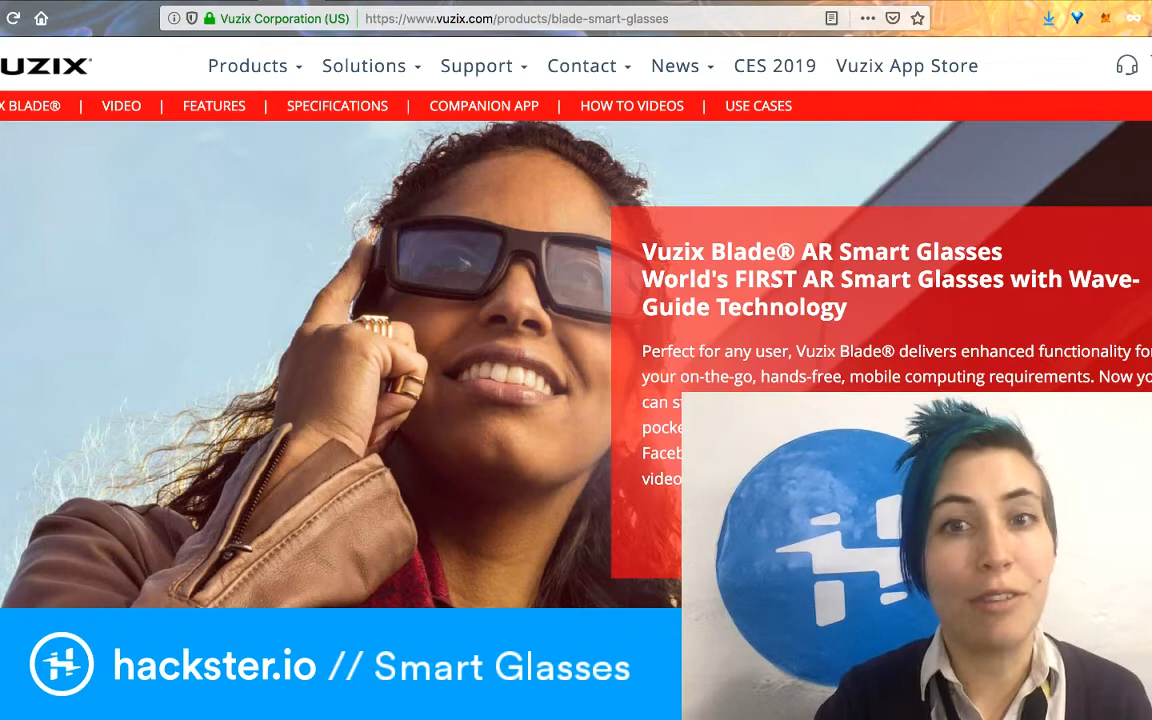 Vuzix Corporation (US)
https://www.vuzix.com/products/blade-smart-glasses
UZIX
Products Solutions Support Contact News CES 2019 Vuzix App Store
X BLADE® | VIDEO | FEATURES | SPECIFICATIONS | COMPANION APP | HOW TO VIDEOS | USE CASES
Vuzix Blade® AR Smart Glasses
World's FIRST AR Smart Glasses with Wave-
Guide Technology
Perfect for any user, Vuzix Blade® delivers enhanced functionality for
your on-the-go, hands-free, mobile computing requirements. Now yo
can s
pocke
Faceb
video
hackster.io // Smart Glasses